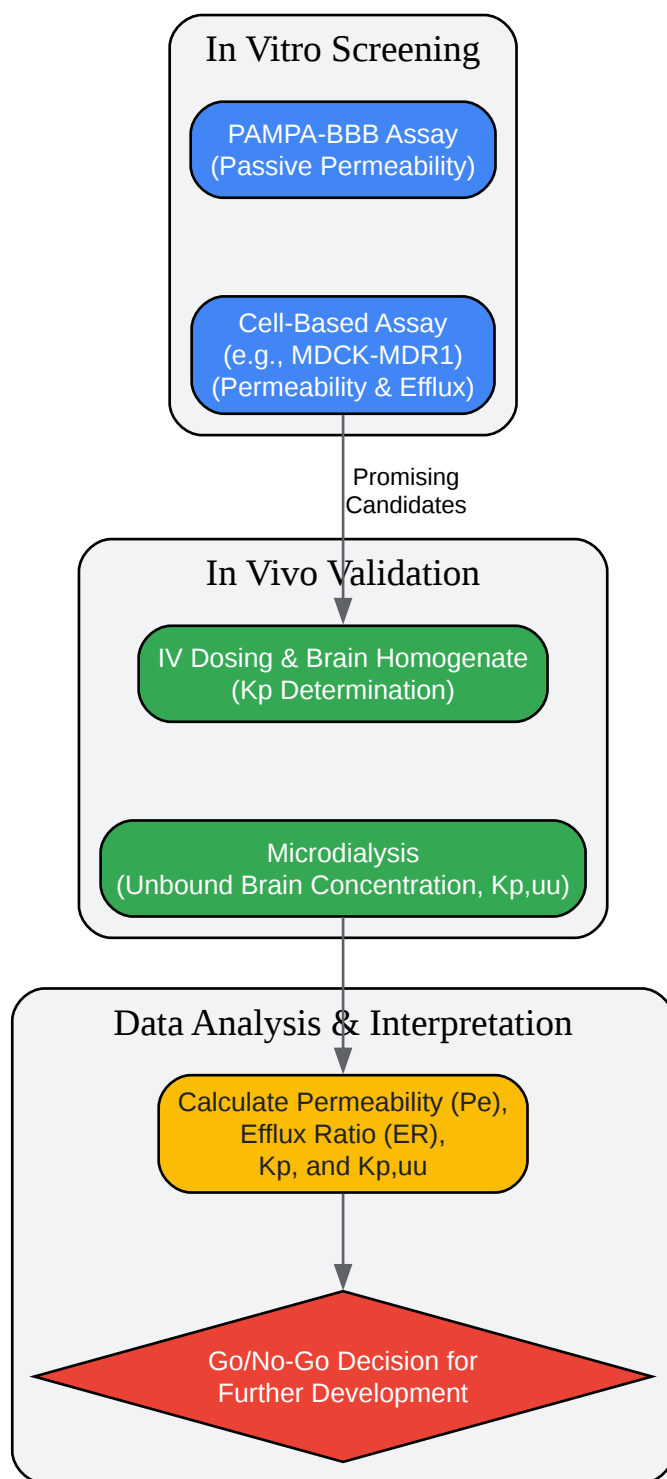 In Vitro Screening
PAMPA-BBB Assay
(Passive Permeability)
Cell-Based Assay
(e.g., MDCK-MDR1)
(Permeability & Efflux)
Promising
Candidates
In Vivo Validation
IV Dosing & Brain Homogenate
(Kp Determination)
Microdialysis
(Unbound Brain Concentration, Kp,uu)
Data Analysis & Interpretation
Calculate Permeability (Pe),
Efflux Ratio (ER),
Kp, and Kp,uu
Go/No-Go Decision for
Further Development